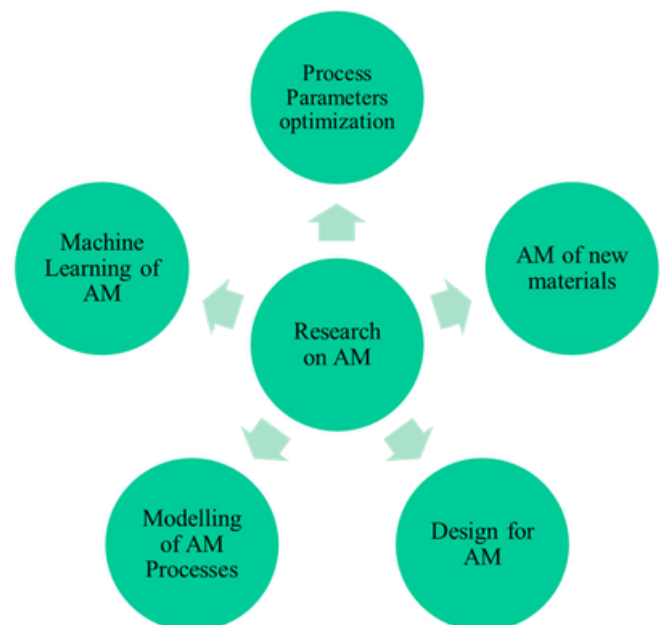 Process
Parameters
optimization
Machine
Learning of
AM
AM of new
materials
Research
on AM
Modelling
of AM
Processes
Design for
AM